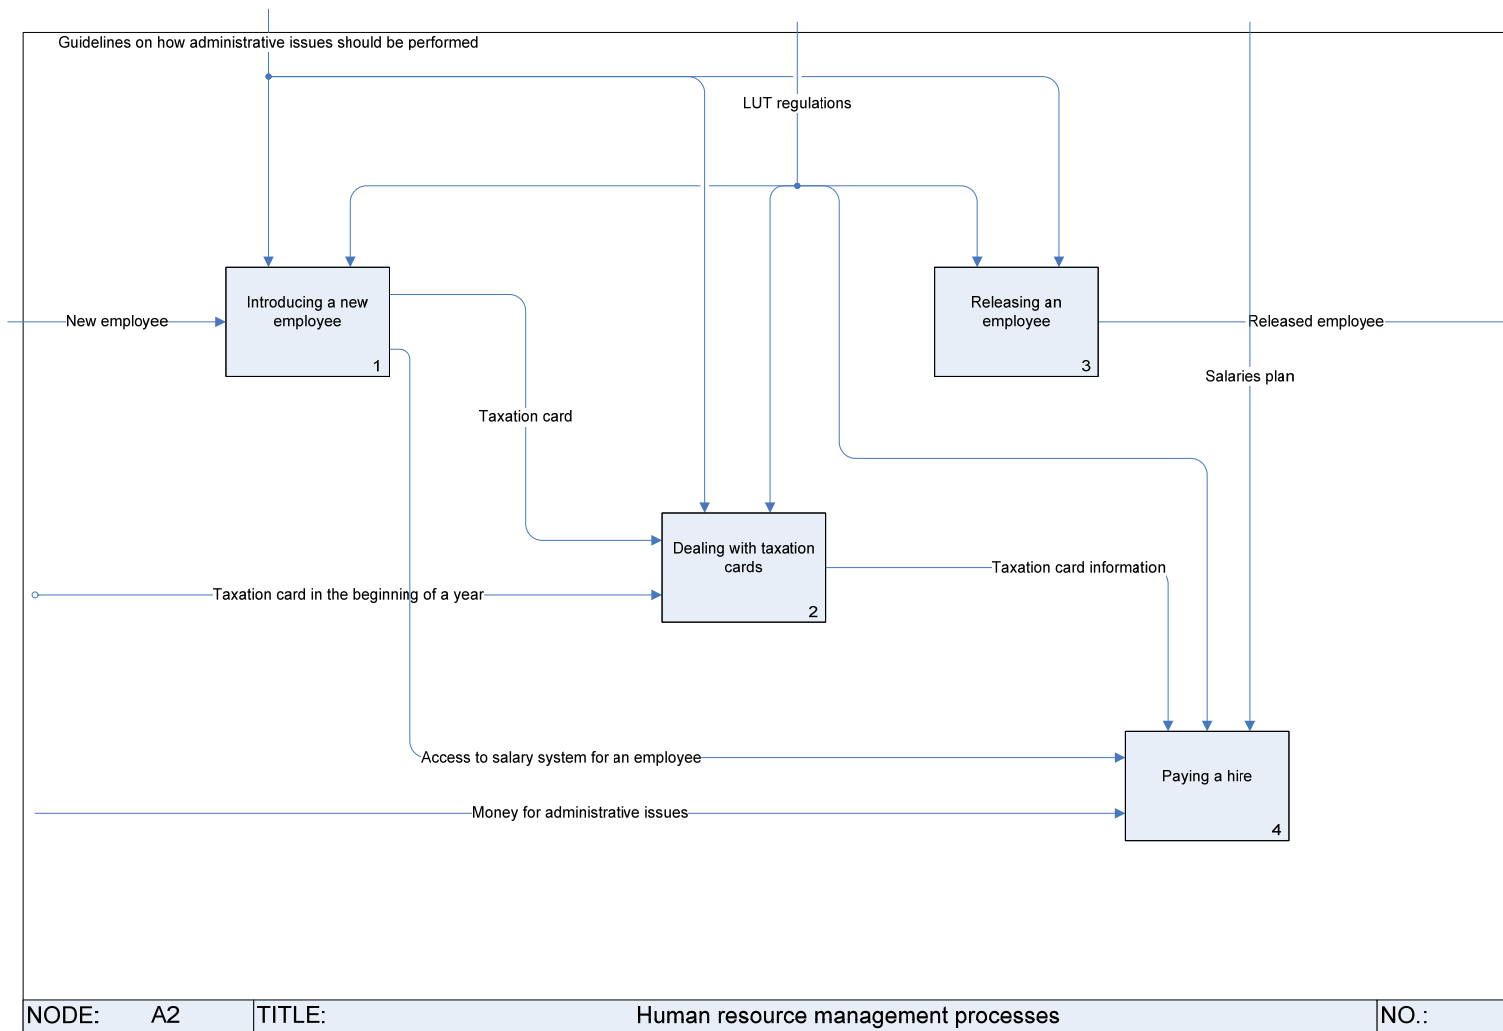 Guidelines on how administrative issues should be performed
LUT regulations
Introducing a new
employee
1
Releasing an
employee
3
New employee
Released employee
Salaries plan
Taxation card
Dealing with taxation
cards
2
Taxation card information
Taxation card in the beginning of a year
Access to salary system for an employee
Paying a hire
4
Money for administrative issues
NODE: A2 TITLE: Human resource management processes NO.: